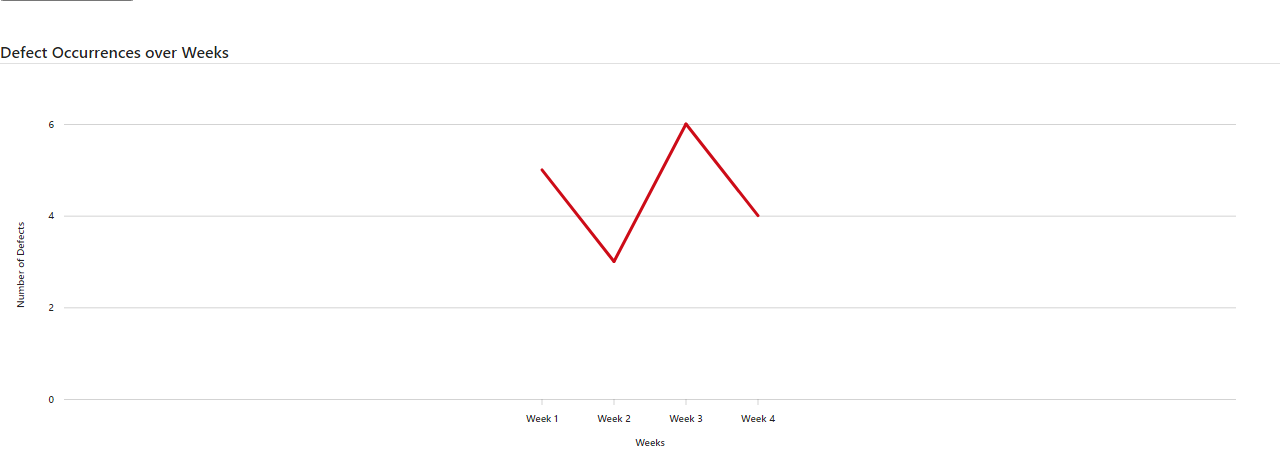 Defect Occurrences over Weeks
6
4
2
0
Number of Defects
Week 1 Week 2 Week 3 Week 4
Weeks